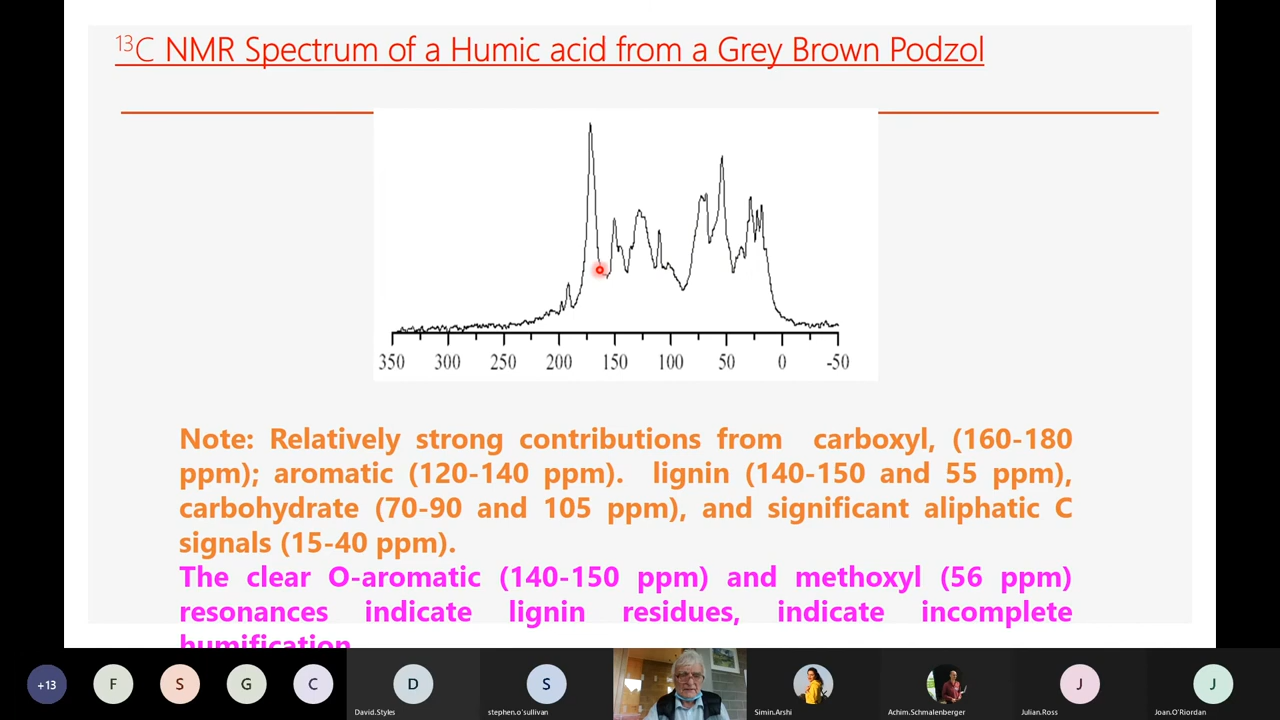 13C NMR Spectrum of a Humic acid from a Grey Brown Podzol
350 300 250 200 150 100 50 0 -50
Note: Relatively strong contributions from carboxyl, (160-180
ppm); aromatic (120-140 ppm). lignin (140-150 and 55 ppm),
carbohydrate (70-90 and 105 ppm), and significant aliphatic C
signals (15-40 ppm).
The clear O-aromatic (140-150 ppm) and methoxyl (56 ppm)
resonances indicate lignin residues, indicate incomplete
humification
+13 F S G C D S J J
David.Styles stephen.o'sullivan Simin.Arshi Achim.Schmalenberger Julian.Ross Joan.O'Riordan